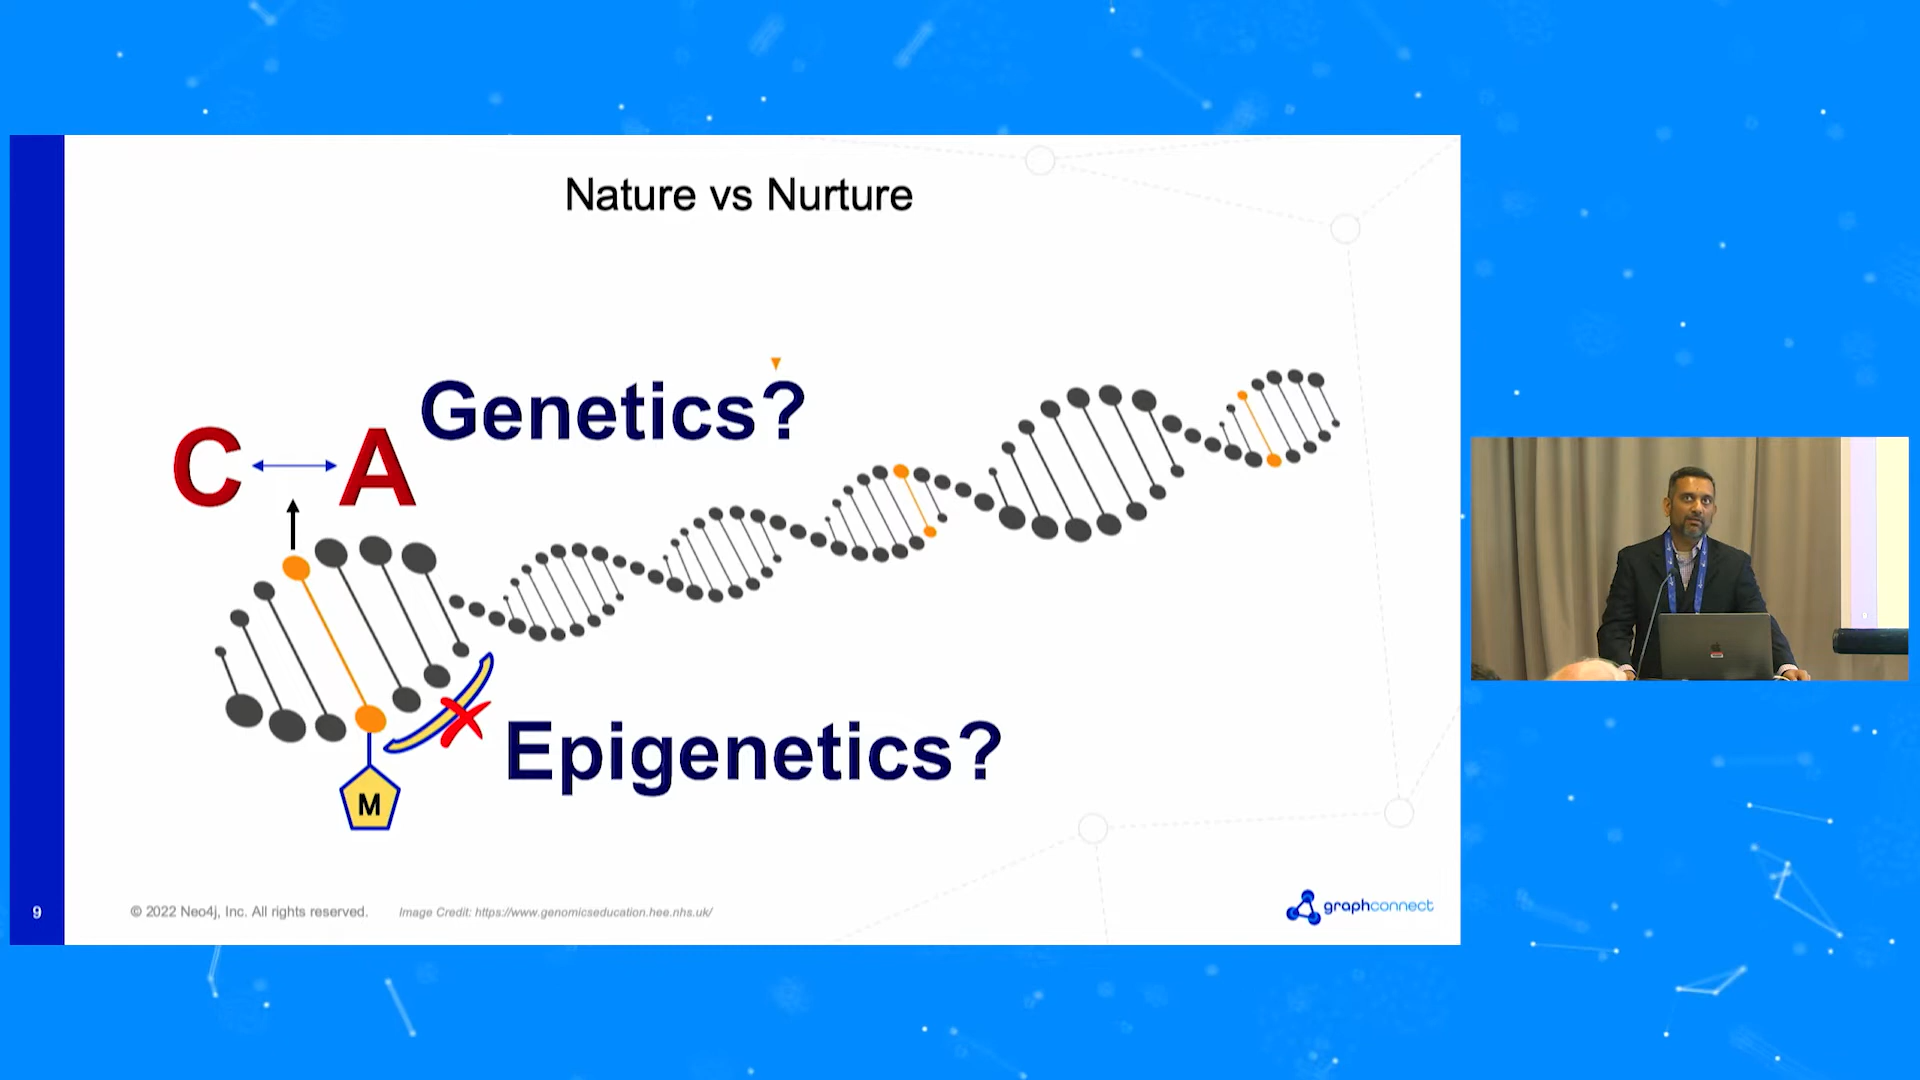 Nature vs Nurture
Genetics?
C A
Epigenetics?
M
9
© 2022 Neo4j, Inc. All rights reserved.
Image Credit: https://www.genomicseducation.hee.nhs.uk/
graphconnect